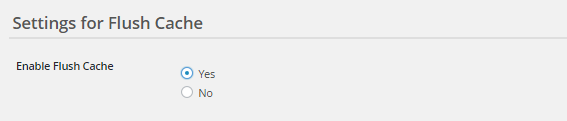 Settings for Flush Cache
Enable Flush Cache
Yes
No